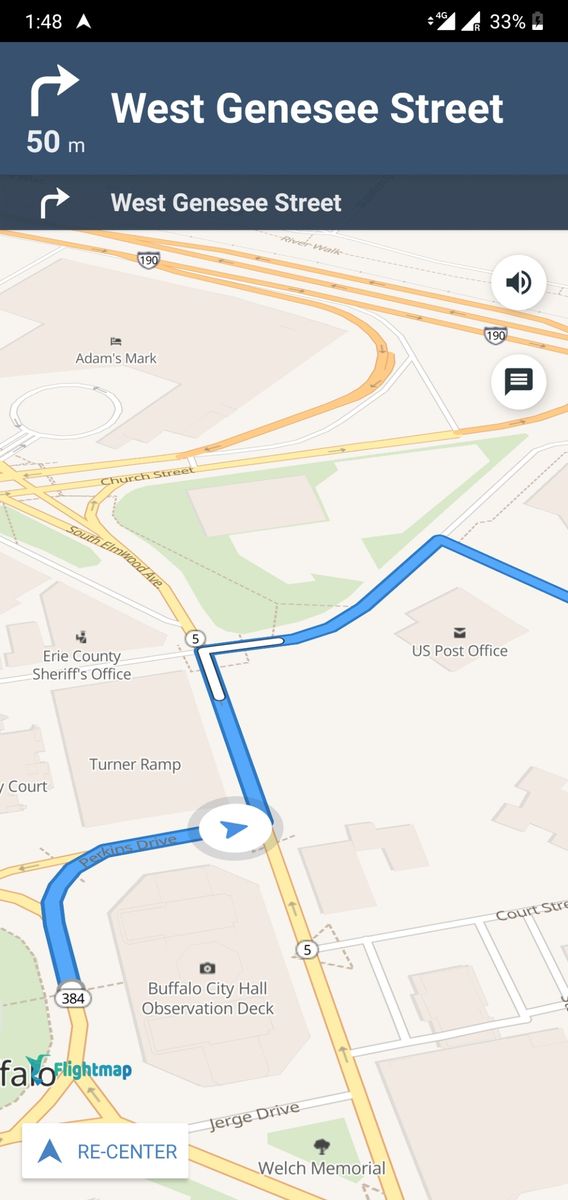 1:48
4G
R
33%
West Genesee Street
50 m
West Genesee Street
River Walk
190
190
Adam's Mark
Church Street
South Elmwood Ave
5
Erie County
Sheriff's Office
US Post Office
Turner Ramp
y Court
Perkins Drive
Court Stre
5
Buffalo City Hall
Observation Deck
384
falo
Flightmap
Jerge Drive
RE-CENTER
Welch Memorial